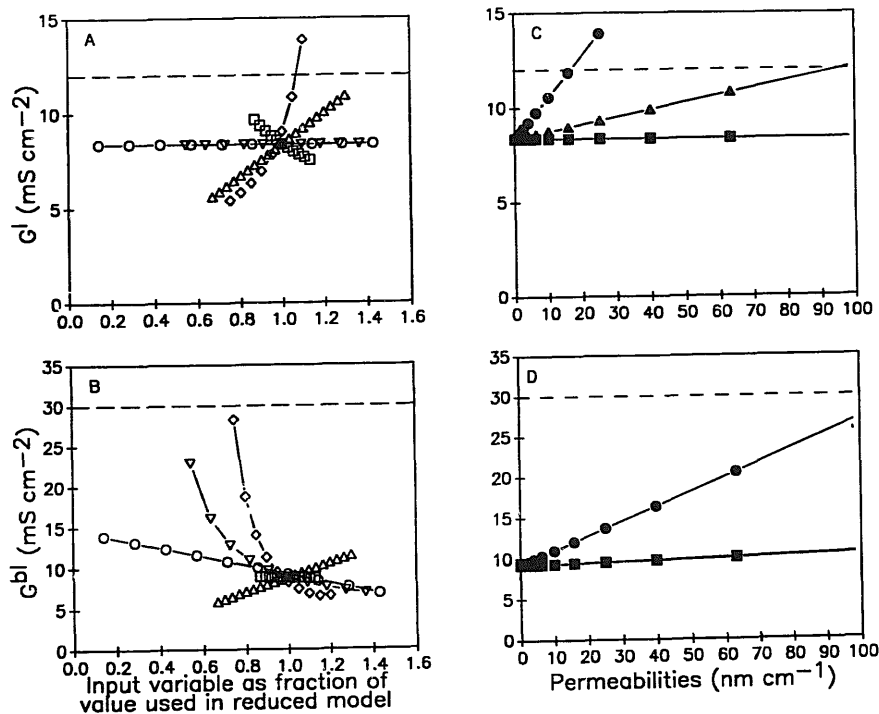 A
15
10
5
0
G^l (mS cm−2)
0.0 0.2 0.4 0.6 0.8 1.0 1.2 1.4 1.6
C
15
10
5
0
0 10 20 30 40 50 60 70 80 90 100
B
35
30
25
20
15
10
5
0
G^bl (mS cm−2)
0.0 0.2 0.4 0.6 0.8 1.0 1.2 1.4 1.6
Input variable as fraction of
value used in reduced model
D
35
30
25
20
15
10
5
0
0 10 20 30 40 50 60 70 80 90 100
Permeabilities (nm cm−1)